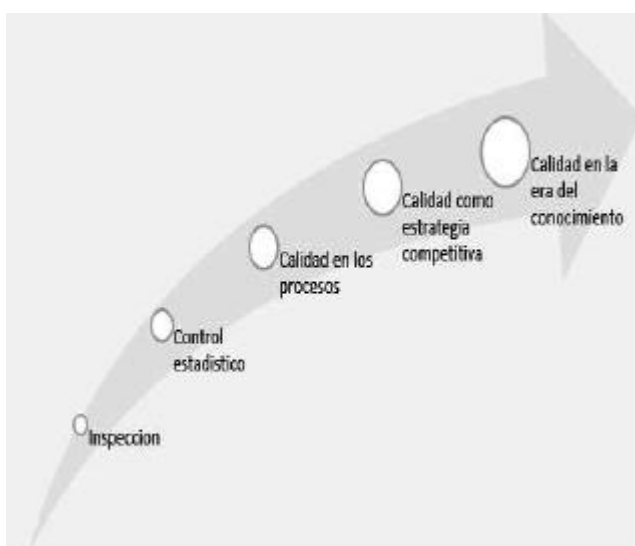 Calidad en la
era del
conocimiento
Calidad como
estrategia
competitiva
Calidad en los
procesos
Control
estadistico
Inspeccion